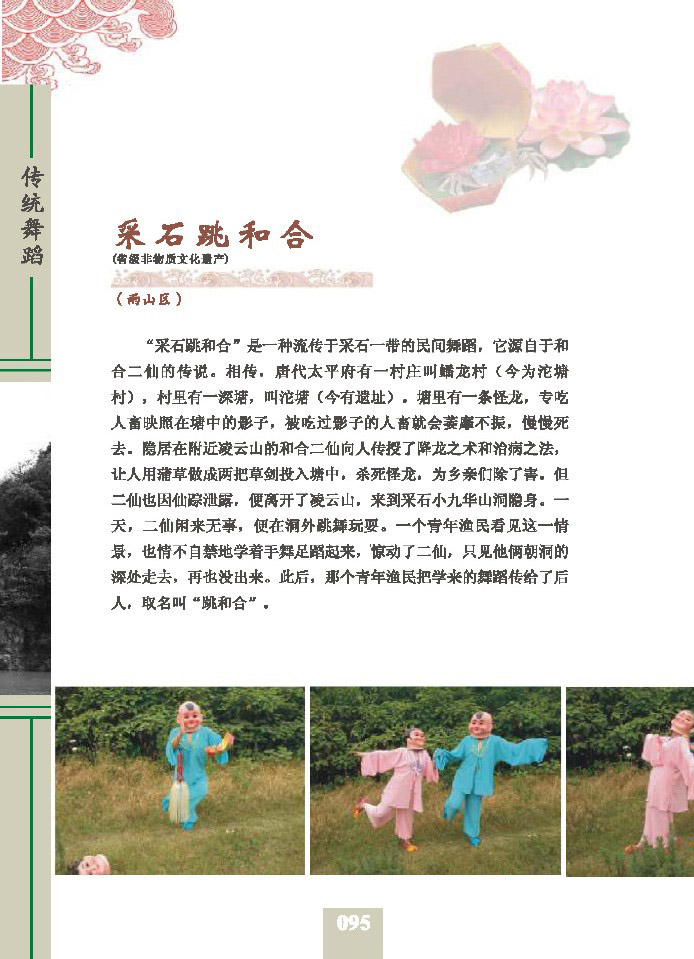 传统舞蹈
采石跳和合
(省级非物质文化遗产)
（雨山区）
“采石跳和合”是一种流传于采石一带的民间舞蹈，它源自于和
合二仙的传说。相传，唐代太平府有一村庄叫蟠龙村（今为沱塘
村），村里有一深塘，叫沱塘（今有遗址）。塘里有一条怪龙，专吃
人畜映照在塘中的影子，被吃过影子的人畜就会萎靡不振，慢慢死
去。隐居在附近凌云山的和合二仙向人传授了降龙之术和治病之法，
让人用蒲草做成两把草剑投入塘中，杀死怪龙，为乡亲们除了害。但
二仙也因仙踪泄露，便离开了凌云山，来到采石小九华山洞隐身。一
天，二仙闲来无事，便在洞外跳舞玩耍。一个青年渔民看见这一情
景，也情不自禁地学着手舞足蹈起来，惊动了二仙，只见他俩朝洞的
深处走去，再也没出来。此后，那个青年渔民把学来的舞蹈传给了后
人，取名叫“跳和合”。
095